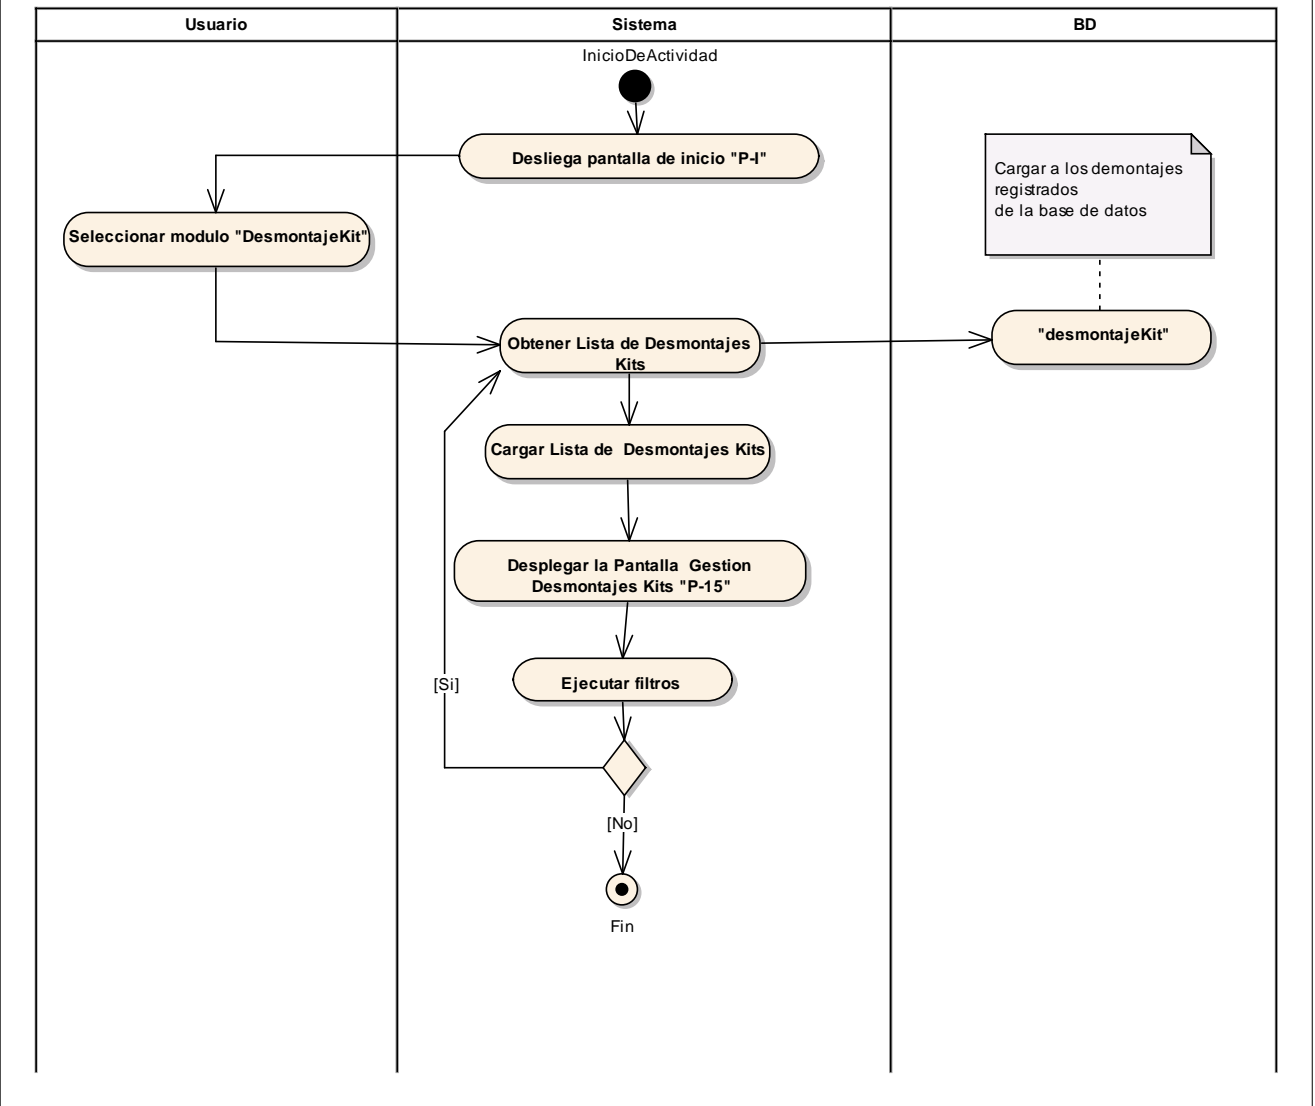 Usuario
Sistema
BD
InicioDeActividad
Desliega pantalla de inicio "P-I"
Cargar a los demontajes
registrados
de la base de datos
Seleccionar modulo "DesmontajeKit"
Obtener Lista de Desmontajes
Kits
"desmontajeKit"
Cargar Lista de Desmontajes Kits
Desplegar la Pantalla Gestion
Desmontajes Kits "P-15"
Ejecutar filtros
[Si]
[No]
Fin